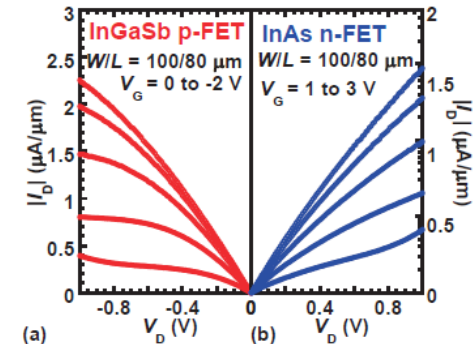 InGaSb p-FET
W/L = 100/80 μm
V_G = 0 to -2 V
InAs n-FET
W/L = 100/80 μm
V_G = 1 to 3 V
|I_D| (μA/μm)
3
2.5
2
1.5
1
0.5
0
|I_D| (μA/μm)
2
1.5
1
0.5
0
-0.8
-0.4
0
0.4
0.8
(a)
V_D (V)
(b)
V_D (V)